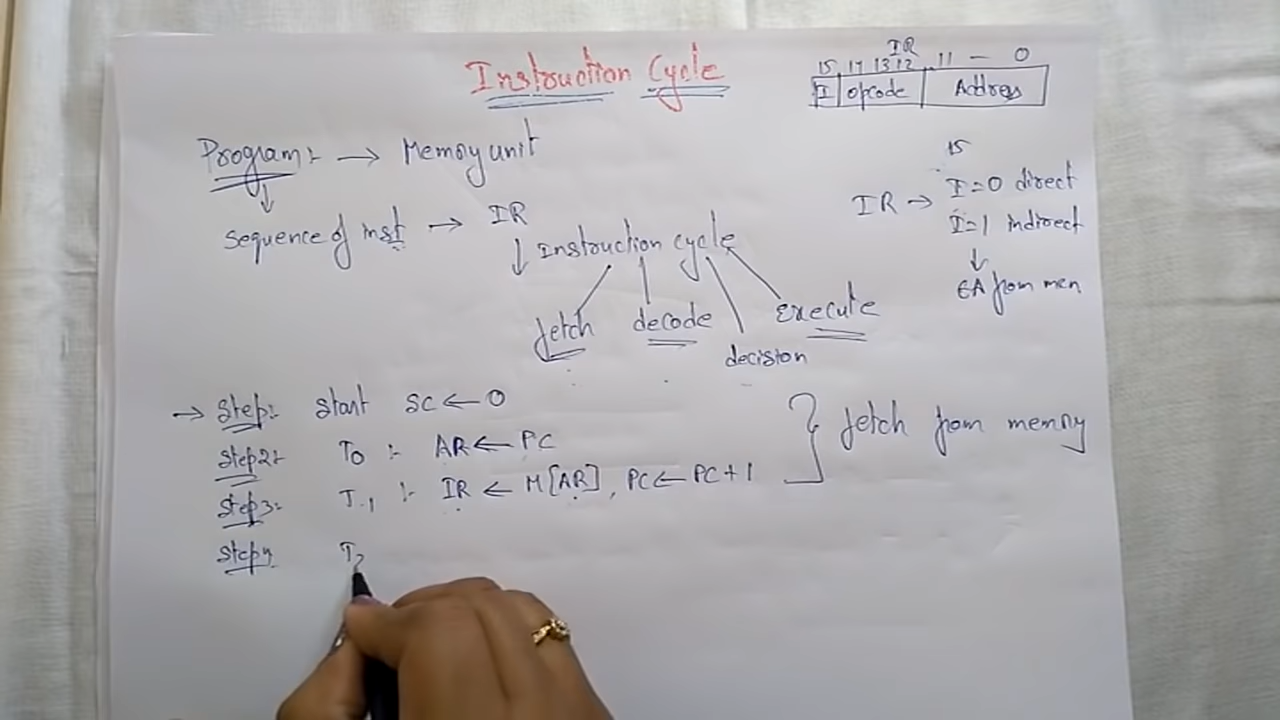 Instruction Cycle
IR
15 14 13 12 11 - 0
I opcode Address
Program:- → Memory unit
↓
Sequence of inst → IR
↓ Instruction cycle
fetch decode decision execute
15
IR → I=0 direct
I=1 indirect
↓
EA from mem
→ Step:- Start SC ← 0
Step2:- T0 :- AR ← PC
Step3:- T1 :- IR ← M[AR], PC ← PC+1
} fetch from memory
Step4 T2